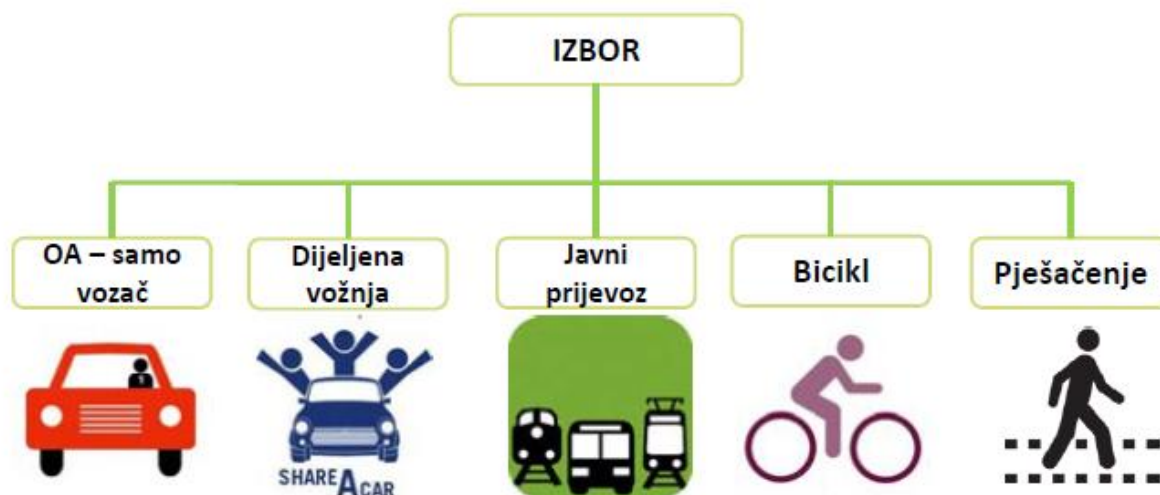 IZBOR
OA – samo
vozač
Dijeljena
vožnja
Javni
prijevoz
Bicikl
Pješačenje
SHARE A CAR